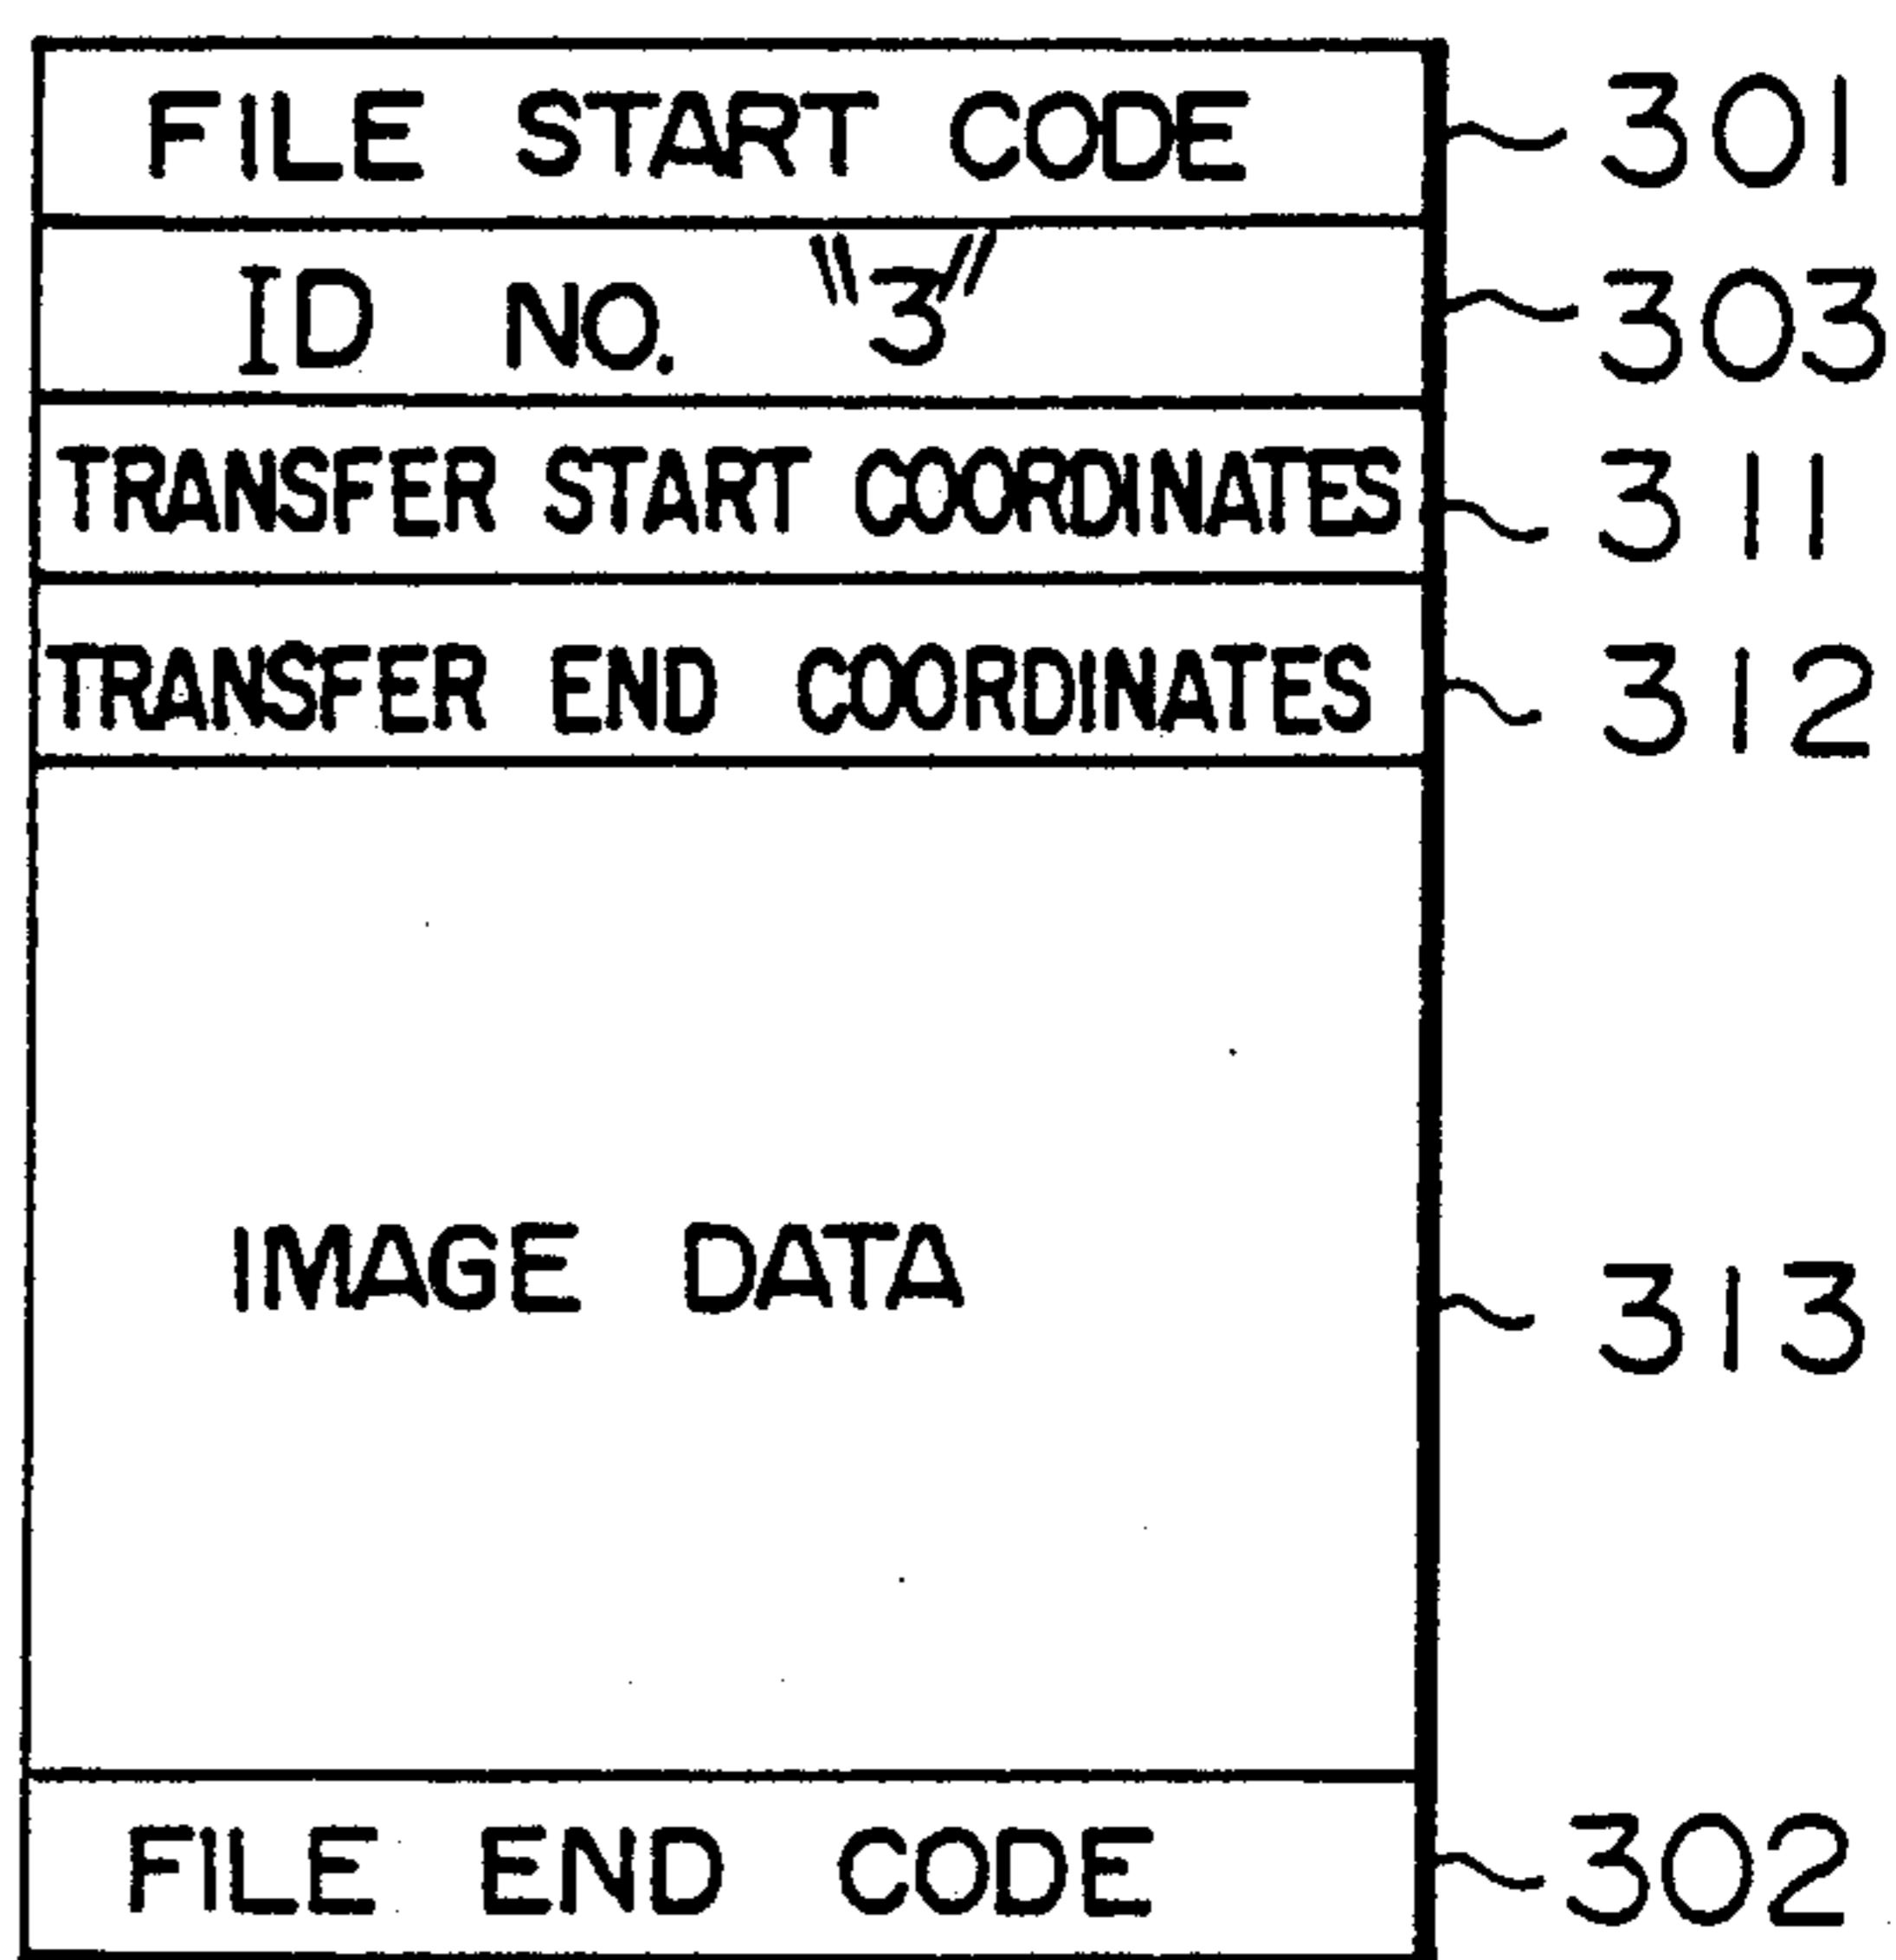 FILE START CODE 301
ID NO. "3" 303
TRANSFER START COORDINATES 311
TRANSFER END COORDINATES 312
IMAGE DATA 313
FILE END CODE 302